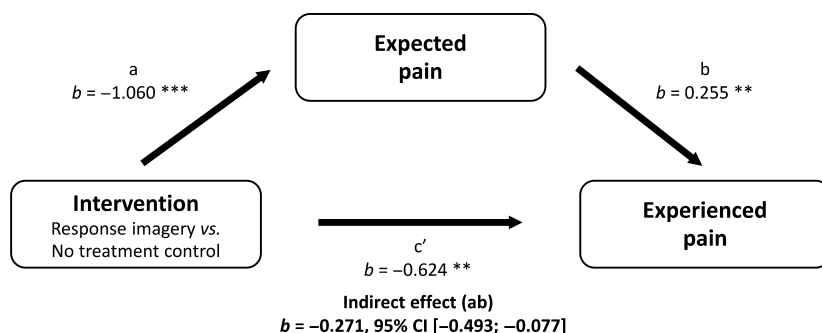 Expected
pain
a
b = −1.060 ***
b
b = 0.255 **
Intervention
Response imagery vs.
No treatment control
Experienced
pain
c’
b = −0.624 **
Indirect effect (ab)
b = −0.271, 95% CI [−0.493; −0.077]